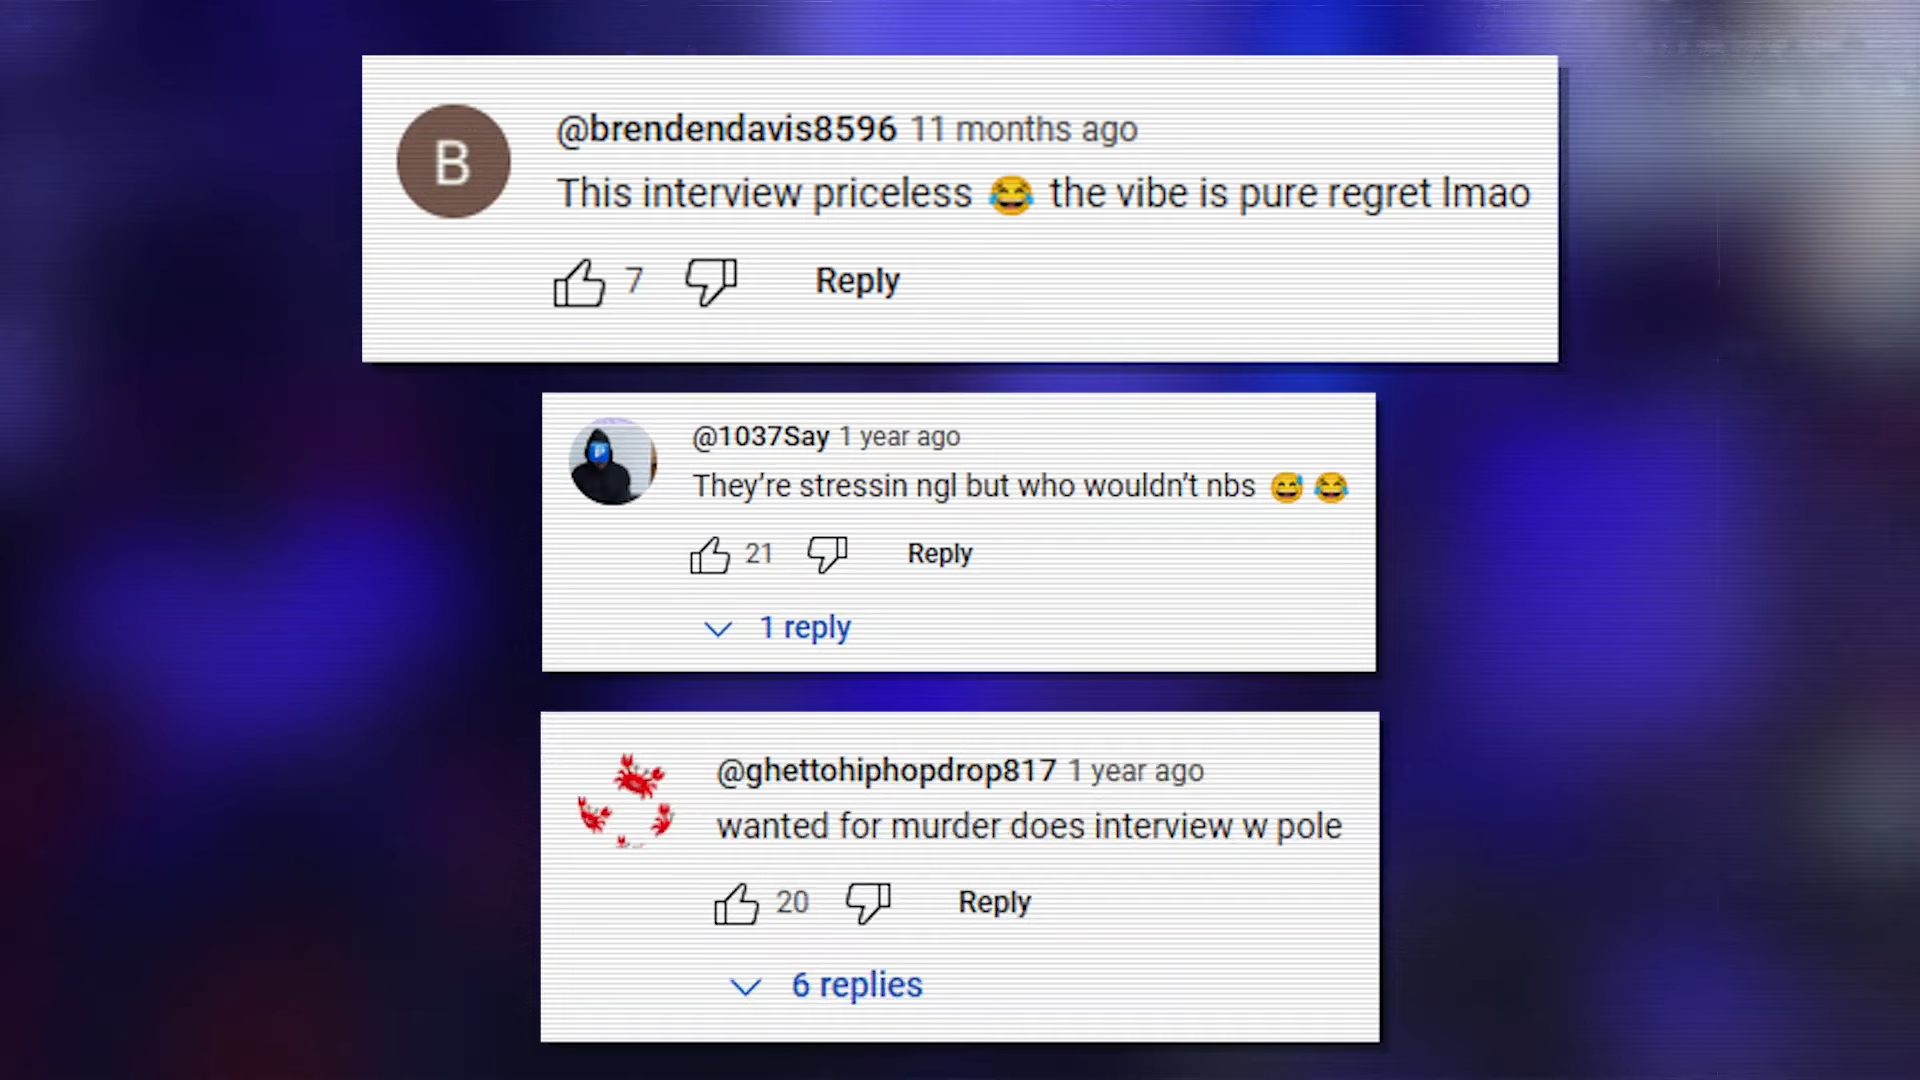 B
@brendendavis8596 11 months ago
This interview priceless 😂 the vibe is pure regret lmao
7 Reply
@1037Say 1 year ago
They're stressin ngl but who wouldn't nbs 😅 😂
21 Reply
1 reply
@ghettohiphopdrop817 1 year ago
wanted for murder does interview w pole
20 Reply
6 replies